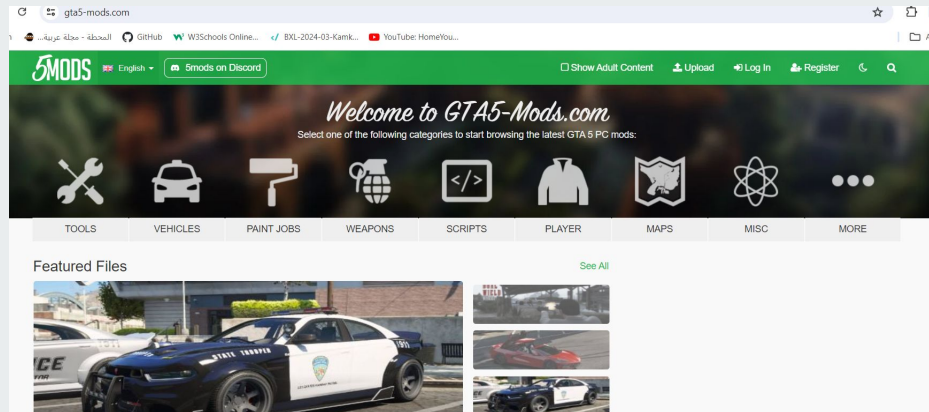 gta5-mods.com
المحطة - مجلة عربية...
GitHub
W3Schools Online...
BXL-2024-03-Kamk...
YouTube: HomeYou...
5MODS
English
5mods on Discord
Show Adult Content
Upload
Log In
Register
Welcome to GTA5-Mods.com
Select one of the following categories to start browsing the latest GTA 5 PC mods:
TOOLS
VEHICLES
PAINT JOBS
WEAPONS
SCRIPTS
PLAYER
MAPS
MISC
MORE
Featured Files
See All
STATE TROOPER
1911